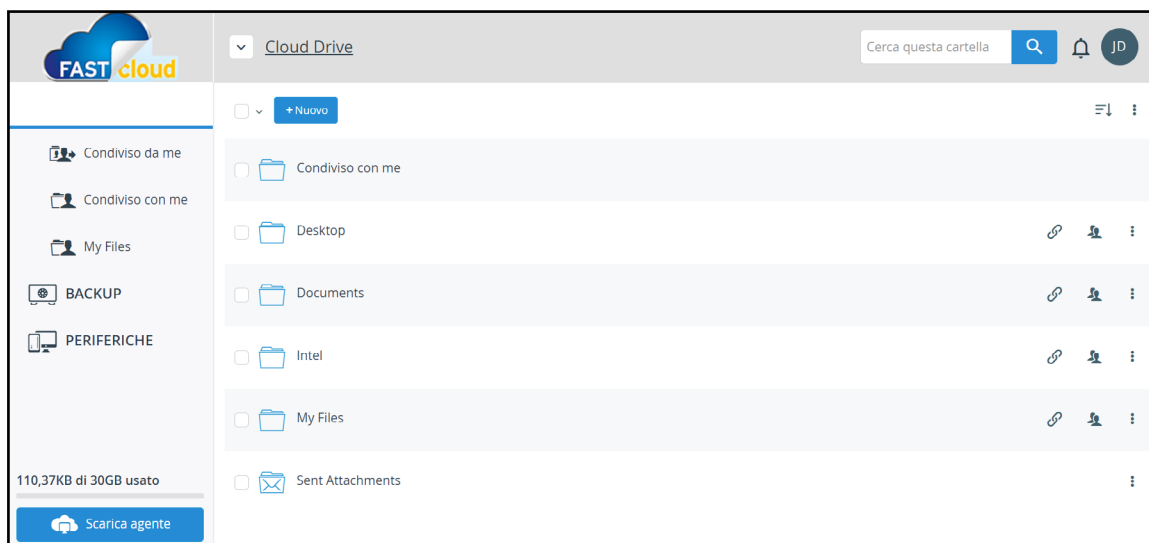 FAST cloud
Cloud Drive
Cerca questa cartella
JD
+ Nuovo
Condiviso da me
Condiviso con me
My Files
BACKUP
PERIFERICHE
110,37KB di 30GB usato
Scarica agente
Condiviso con me
Desktop
Documents
Intel
My Files
Sent Attachments